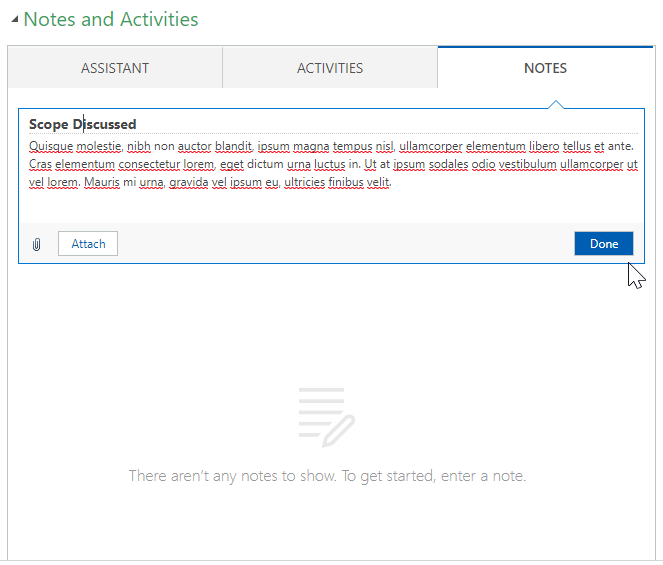 Notes and Activities
ASSISTANT ACTIVITIES NOTES
Scope Discussed
Quisque molestie, nibh non auctor blandit, ipsum magna tempus nisl, ullamcorper elementum libero tellus et ante.
Cras elementum consectetur lorem, eget dictum urna luctus in. Ut at ipsum sodales odio vestibulum ullamcorper ut
vel lorem. Mauris mi urna, gravida vel ipsum eu, ultricies finibus velit.
Attach Done
There aren't any notes to show. To get started, enter a note.